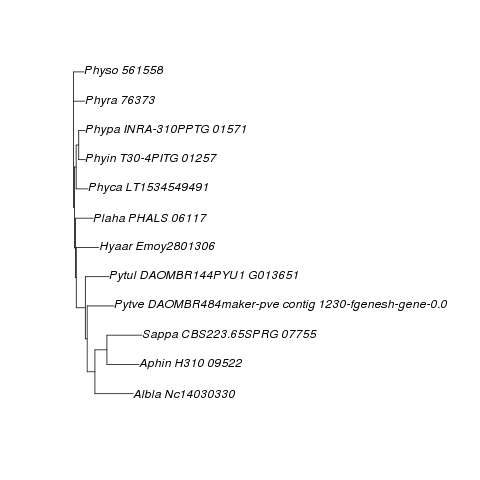 Physo 561558
Phyra 76373
Phypa INRA-310PPTG 01571
Phyin T30-4PITG 01257
Phyca LT1534549491
Plaha PHALS 06117
Hyaar Emoy2801306
Pytul DAOMBR144PYU1 G013651
Pytve DAOMBR484maker-pve contig 1230-fgenesh-gene-0.0
Sappa CBS223.65SPRG 07755
Aphin H310 09522
Albla Nc14030330